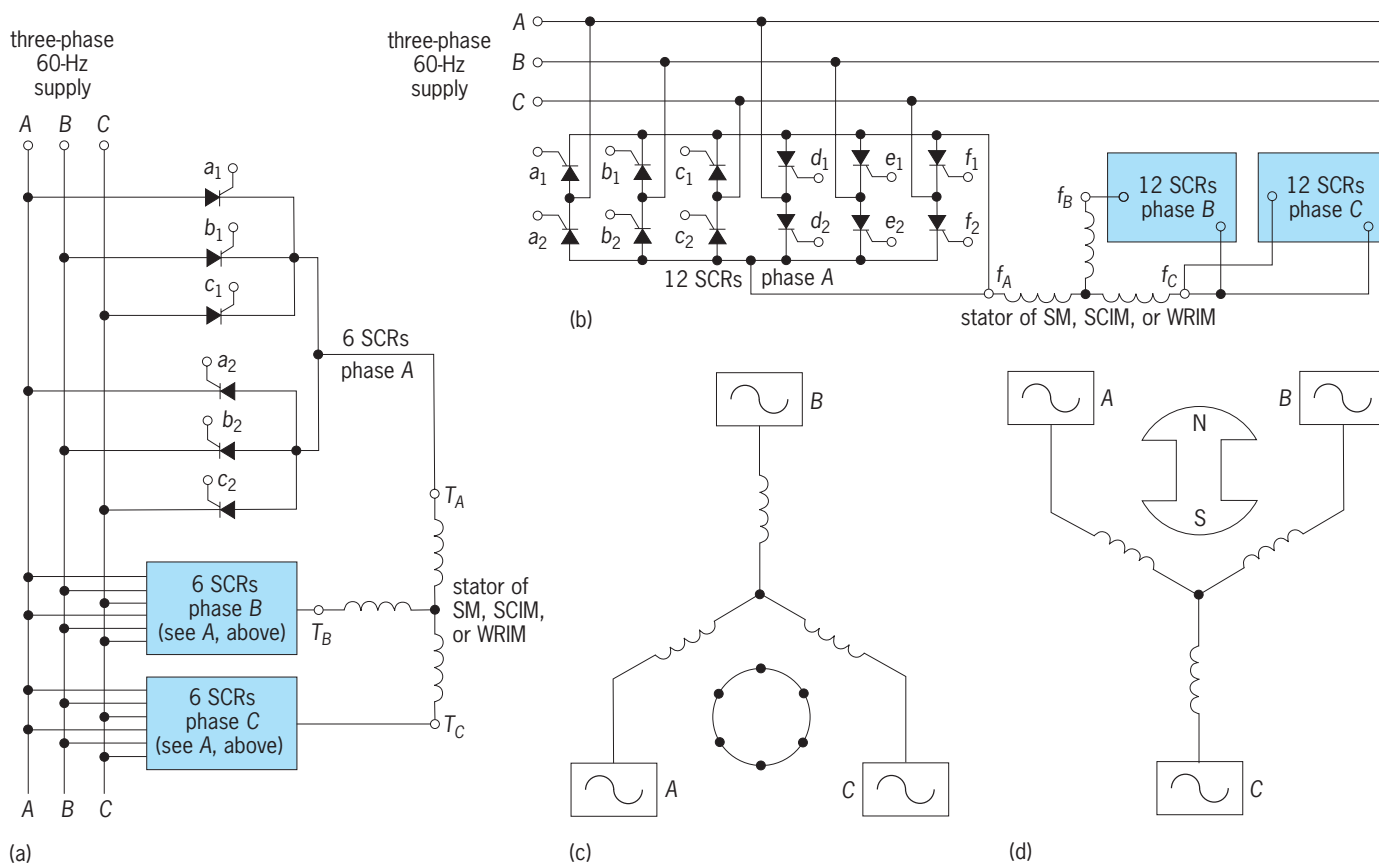 three-phase
60-Hz
supply
A B C
a1
b1
c1
6 SCRs
phase A
a2
b2
c2
TA
6 SCRs
phase B
(see A, above)
TB
stator of
SM, SCIM,
or WRIM
6 SCRs
phase C
(see A, above)
TC
A B C
(a)
three-phase
60-Hz
supply
A
B
C
a1 b1 c1 d1 e1 f1
a2 b2 c2 d2 e2 f2
12 SCRs phase A
fA
fB
12 SCRs
phase B
12 SCRs
phase C
fC
stator of SM, SCIM, or WRIM
(b)
B
A
C
(c)
A
B
N
S
C
(d)